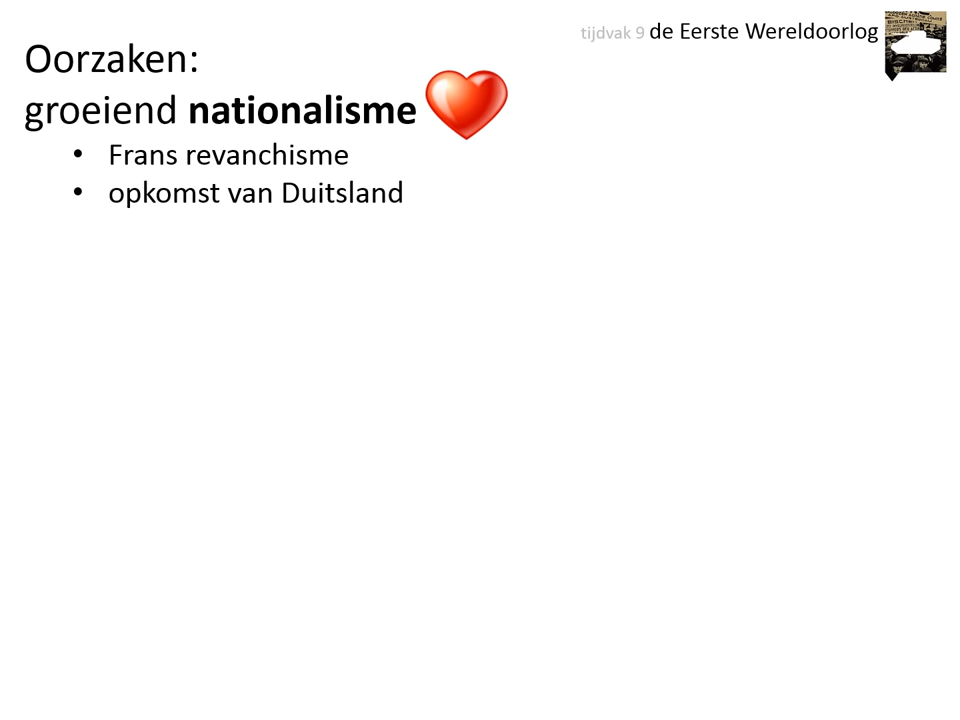 tijdvak 9 de Eerste Wereldoorlog
Oorzaken:
groeiend nationalisme
• Frans revanchisme
• opkomst van Duitsland